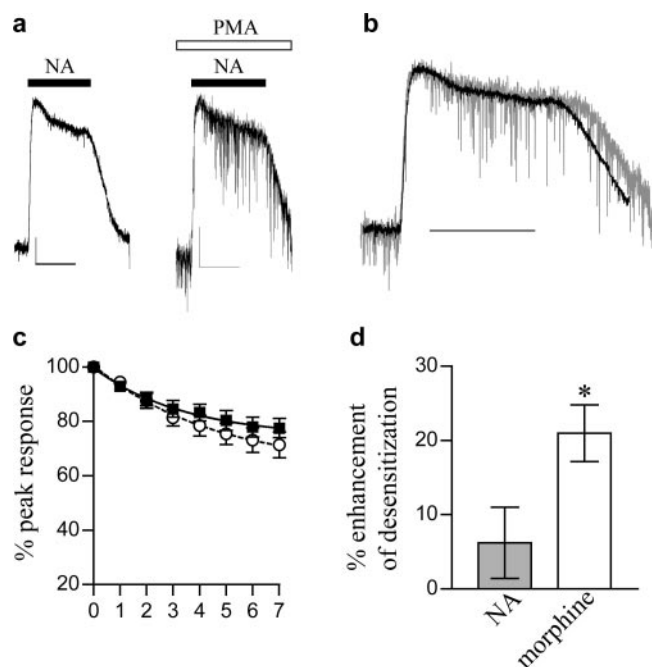 a
PMA
NA
NA
b
c
% peak response
100
80
60
40
20
0 1 2 3 4 5 6 7
d
% enhancement
of desensitization
30
20
10
0
*
NA
morphine